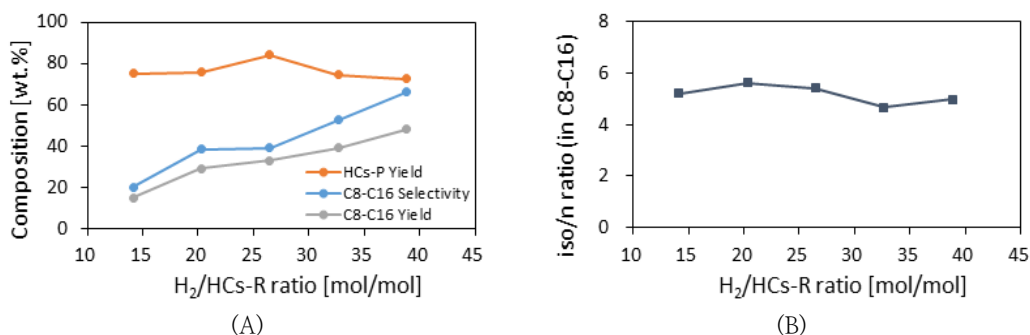 Composition [wt.%]
100
80
60
40
20
0
HCs-P Yield
C8-C16 Selectivity
C8-C16 Yield
10 15 20 25 30 35 40 45
H₂/HCs-R ratio [mol/mol]
(A)
iso/n ratio (in C8-C16)
8
6
4
2
0
10 15 20 25 30 35 40 45
H₂/HCs-R ratio [mol/mol]
(B)